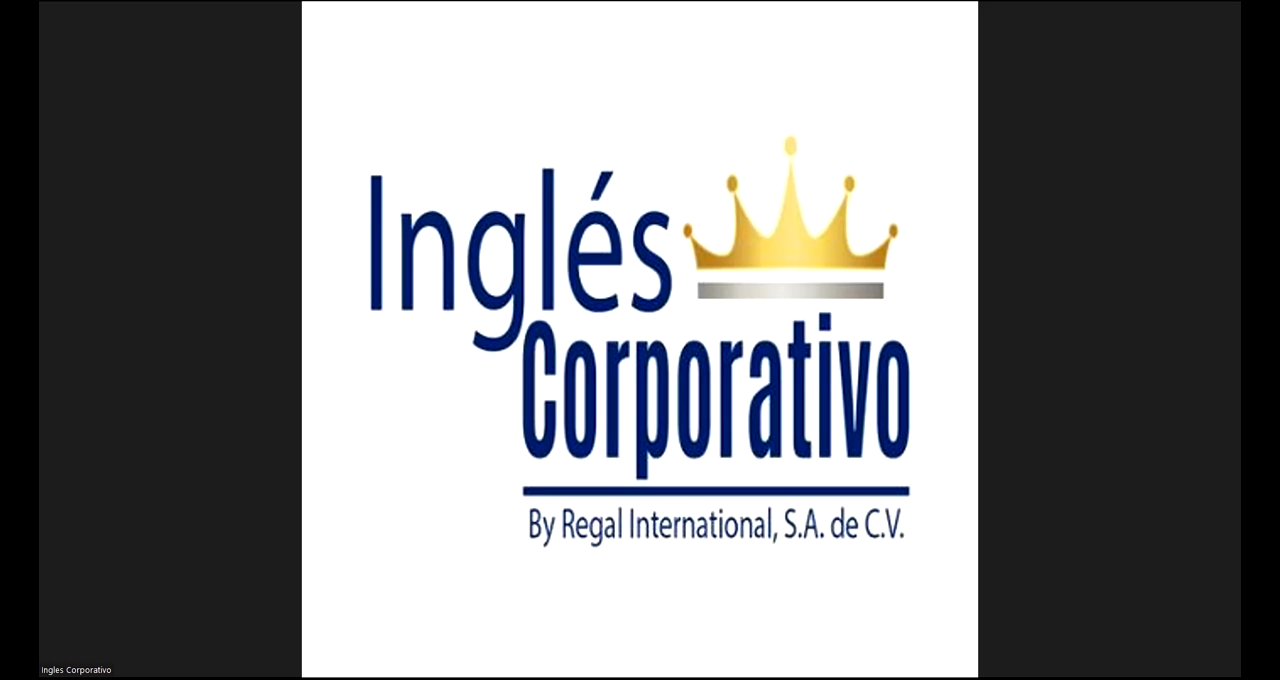 Inglés
Corporativo
By Regal International, S.A. de C.V.
Ingles Corporativo